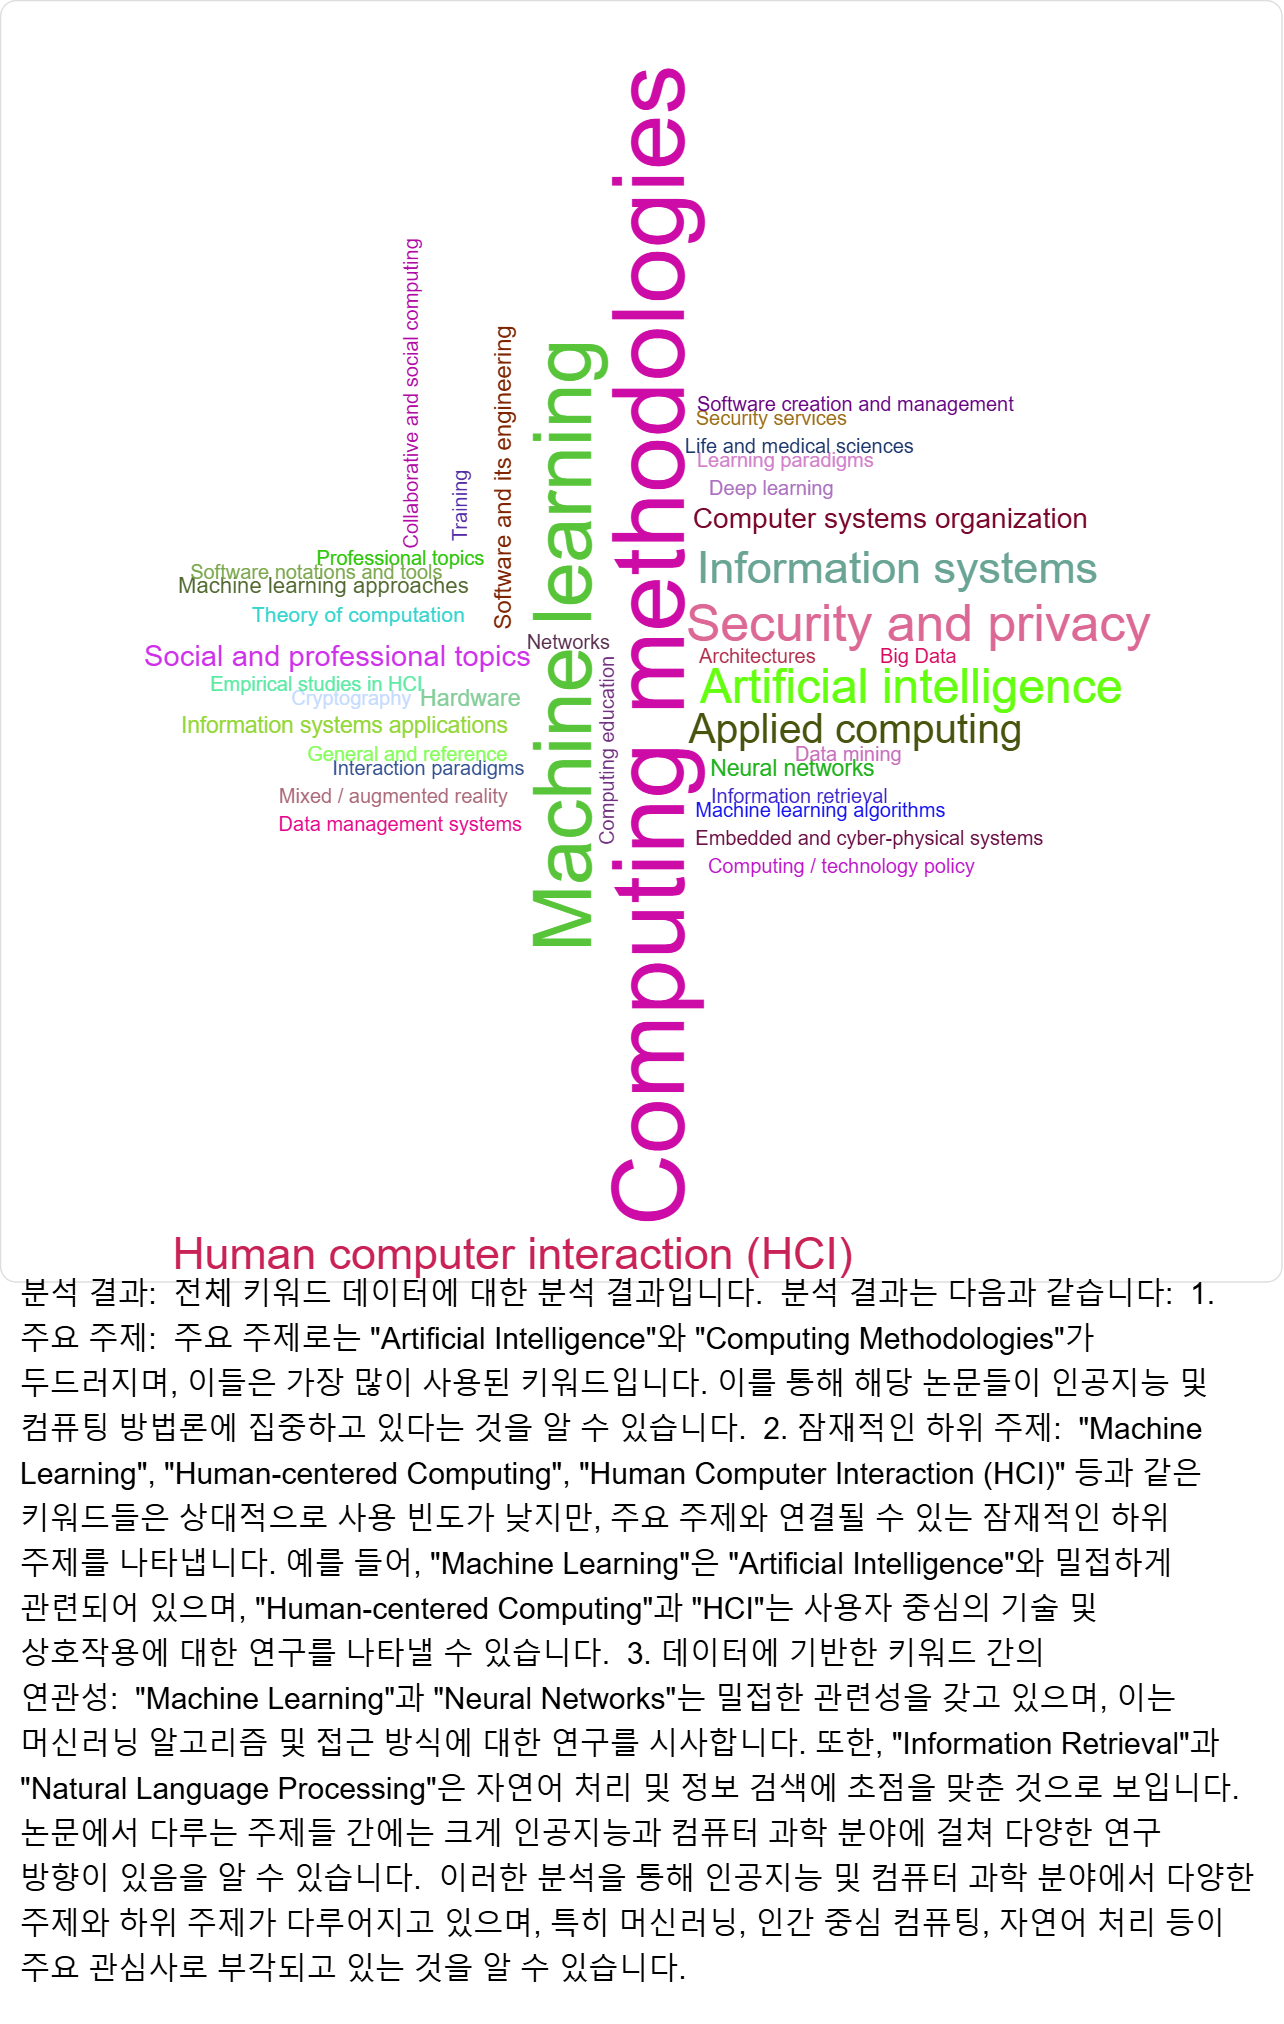 Computing methodologies
Machine learning
Collaborative and social computing
Training
Software and its engineering
Software creation and management
Security services
Life and medical sciences
Learning paradigms
Deep learning
Computer systems organization
Professional topics
Software notations and tools
Machine learning approaches
Information systems
Theory of computation
Security and privacy
Networks
Social and professional topics
Architectures
Big Data
Computing education
Empirical studies in HCI
Cryptography
Hardware
Artificial intelligence
Information systems applications
Applied computing
General and reference
Data mining
Interaction paradigms
Neural networks
Mixed / augmented reality
Information retrieval
Machine learning algorithms
Data management systems
Embedded and cyber-physical systems
Computing / technology policy
Human computer interaction (HCI)
분석 결과: 전체 키워드 데이터에 대한 분석 결과입니다. 분석 결과는 다음과 같습니다: 1.
주요 주제: 주요 주제로는 "Artificial Intelligence"와 "Computing Methodologies"가
두드러지며, 이들은 가장 많이 사용된 키워드입니다. 이를 통해 해당 논문들이 인공지능 및
컴퓨팅 방법론에 집중하고 있다는 것을 알 수 있습니다. 2. 잠재적인 하위 주제: "Machine
Learning", "Human-centered Computing", "Human Computer Interaction (HCI)" 등과 같은
키워드들은 상대적으로 사용 빈도가 낮지만, 주요 주제와 연결될 수 있는 잠재적인 하위
주제를 나타냅니다. 예를 들어, "Machine Learning"은 "Artificial Intelligence"와 밀접하게
관련되어 있으며, "Human-centered Computing"과 "HCI"는 사용자 중심의 기술 및
상호작용에 대한 연구를 나타낼 수 있습니다. 3. 데이터에 기반한 키워드 간의
연관성: "Machine Learning"과 "Neural Networks"는 밀접한 관련성을 갖고 있으며, 이는
머신러닝 알고리즘 및 접근 방식에 대한 연구를 시사합니다. 또한, "Information Retrieval"과
"Natural Language Processing"은 자연어 처리 및 정보 검색에 초점을 맞춘 것으로 보입니다.
논문에서 다루는 주제들 간에는 크게 인공지능과 컴퓨터 과학 분야에 걸쳐 다양한 연구
방향이 있음을 알 수 있습니다. 이러한 분석을 통해 인공지능 및 컴퓨터 과학 분야에서 다양한
주제와 하위 주제가 다루어지고 있으며, 특히 머신러닝, 인간 중심 컴퓨팅, 자연어 처리 등이
주요 관심사로 부각되고 있는 것을 알 수 있습니다.